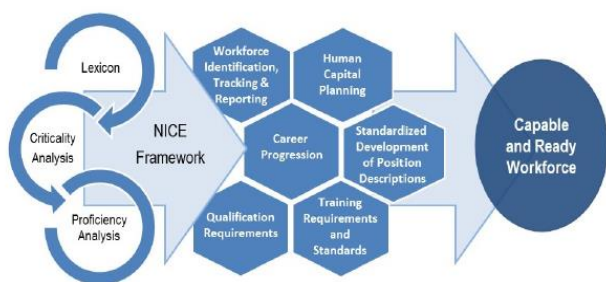 Lexicon
Criticality
Analysis
Proficiency
Analysis
NICE
Framework
Workforce
Identification,
Tracking &
Reporting
Human
Capital
Planning
Career
Progression
Standardized
Development
of Position
Descriptions
Qualification
Requirements
Training
Requirements
and
Standards
Capable
and Ready
Workforce